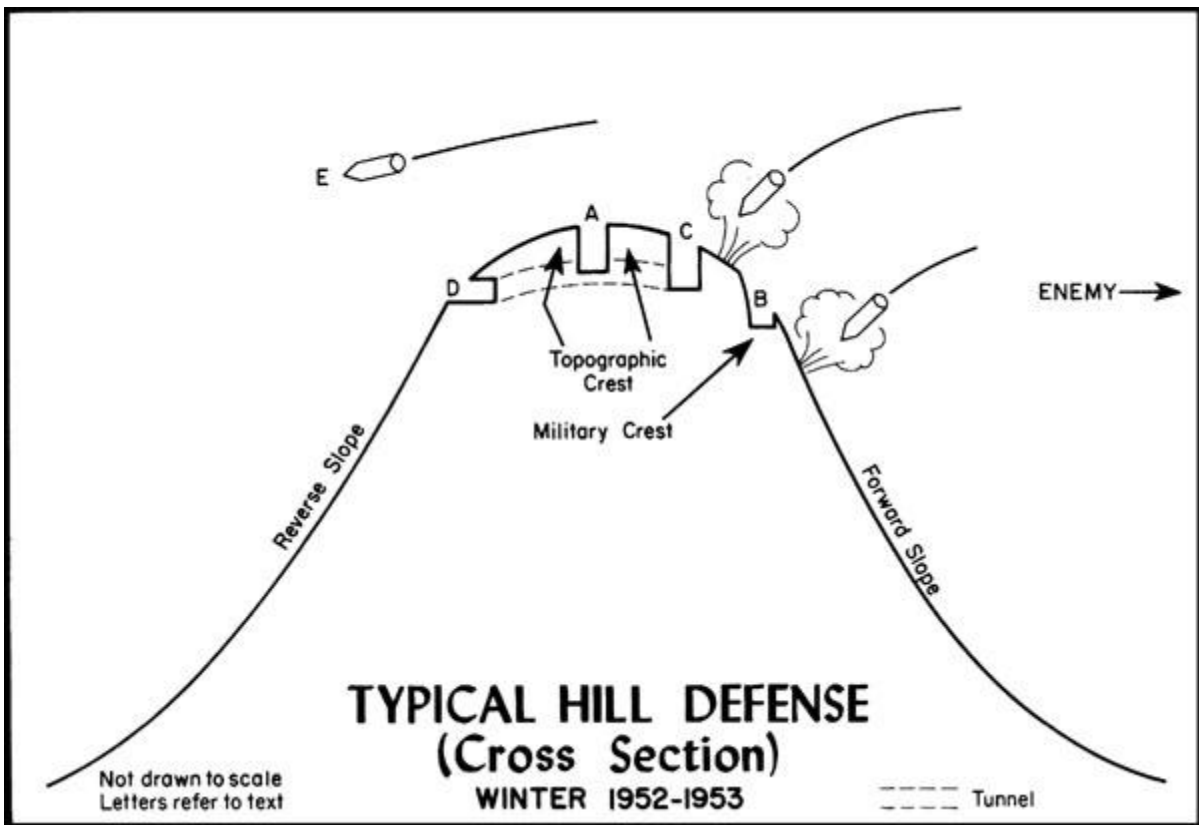 E
A
C
D
B
ENEMY
Topographic
Crest
Military Crest
Reverse Slope
Forward Slope
TYPICAL HILL DEFENSE
(Cross Section)
WINTER 1952-1953
Not drawn to scale
Letters refer to text
Tunnel